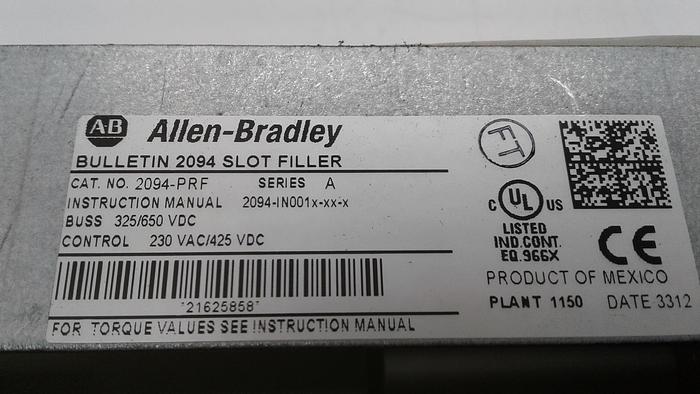 AB Allen-Bradley
BULLETIN 2094 SLOT FILLER
CAT. NO. 2094-PRF SERIES A
INSTRUCTION MANUAL 2094-IN001x-xx-x
BUSS 325/650 VDC
CONTROL 230 VAC/425 VDC
"21625858"
FOR TORQUE VALUES SEE INSTRUCTION MANUAL
FT
C UL US
LISTED
IND.CONT.
EQ.966X
CE
PRODUCT OF MEXICO
PLANT 1150 DATE 3312